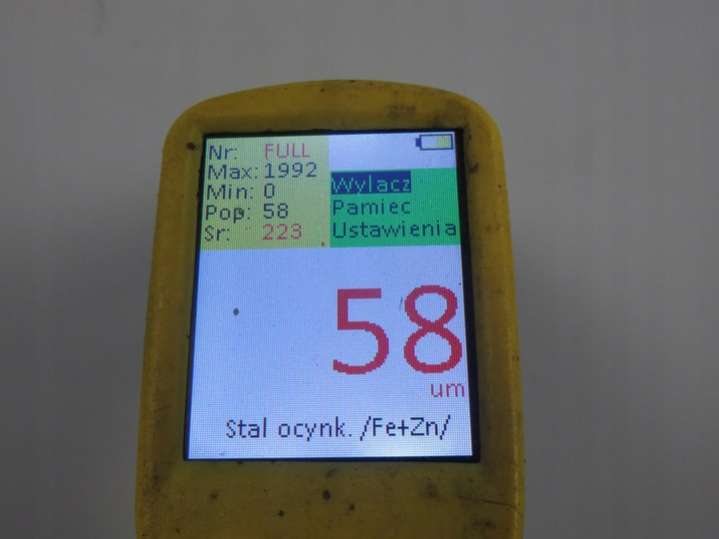 Nr: FULL
Max: 1992
Min: 0
Pop: 58
Sr: 223
Wylacz
Pamiec
Ustawienia
58
um
Stal ocynk. /Fe+Zn/